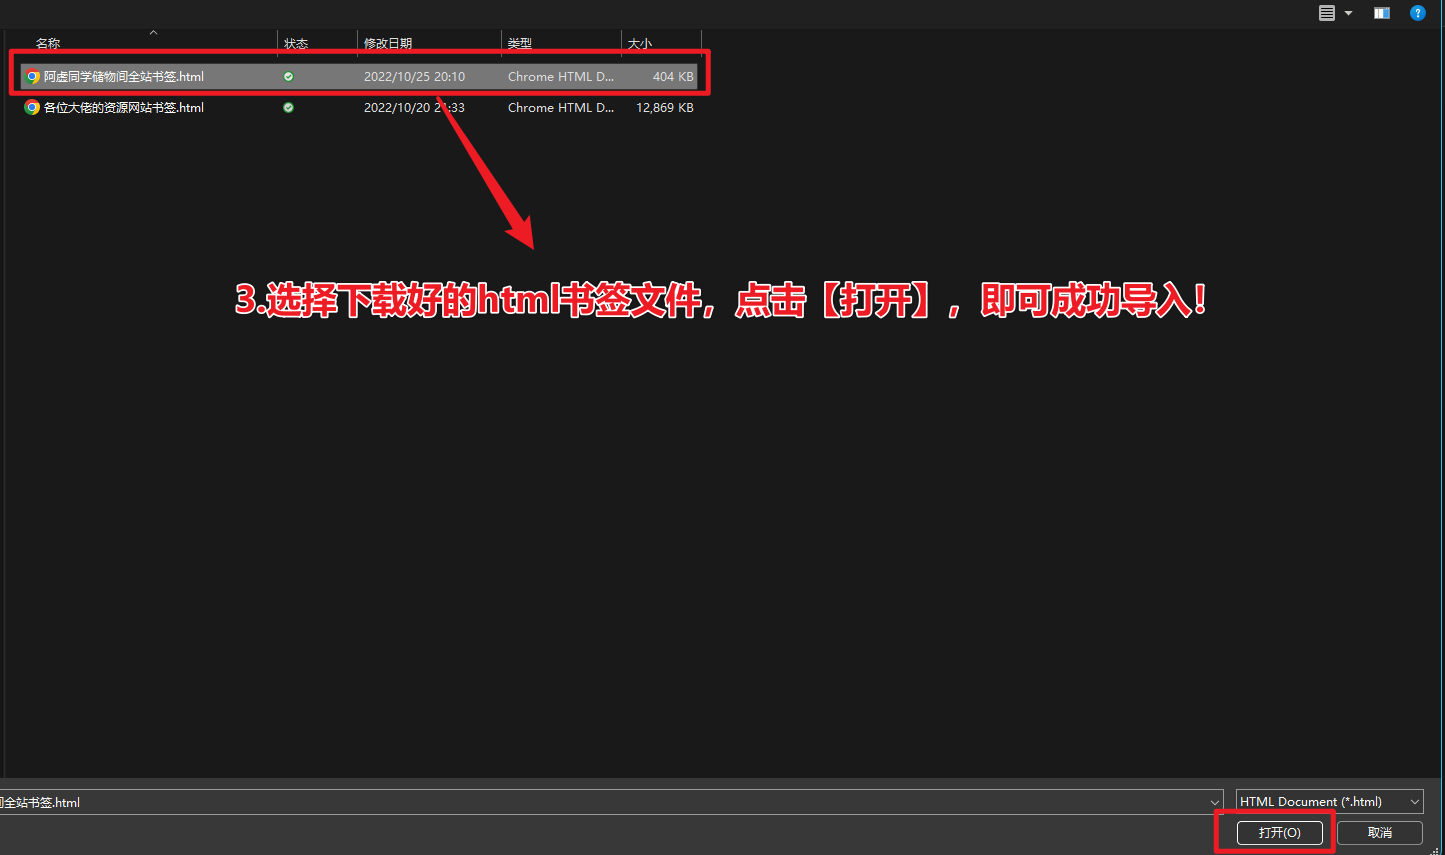 名称 状态 修改日期 类型 大小
阿虚同学储物间全站书签.html 2022/10/25 20:10 Chrome HTML D... 404 KB
各位大佬的资源网站书签.html 2022/10/20 21:33 Chrome HTML D... 12,869 KB
3.选择下载好的html书签文件，点击【打开】，即可成功导入！
间全站书签.html HTML Document (*.html)
打开(O) 取消